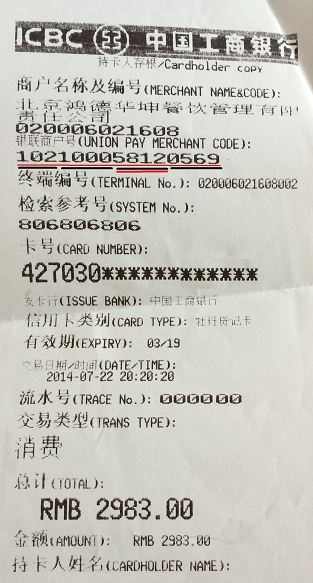 ICBC 中国工商银行
持卡人存根/Cardholder copy
商户名称及编号(MERCHANT NAME&CODE):
北京鸿德华坤餐饮管理有限
责任公司
020006021608
银联商户号(UNION PAY MERCHANT CODE):
102100058120569
终端编号(TERMINAL No.): 020006021608002
检索参考号(SYSTEM No.):
806806806
卡号(CARD NUMBER):
427030************
发卡行(ISSUE BANK): 中国工商银行
信用卡类别(CARD TYPE): 牡丹贷记卡
有效期(EXPIRY): 03/19
交易日期/时间(DATE/TIME):
2014-07-22 20:20:20
流水号(TRACE No.): 000000
交易类型(TRANS TYPE):
消费
总计(TOTAL):
RMB 2983.00
金额(AMOUNT): RMB 2983.00
持卡人姓名(CARDHOLDER NAME):